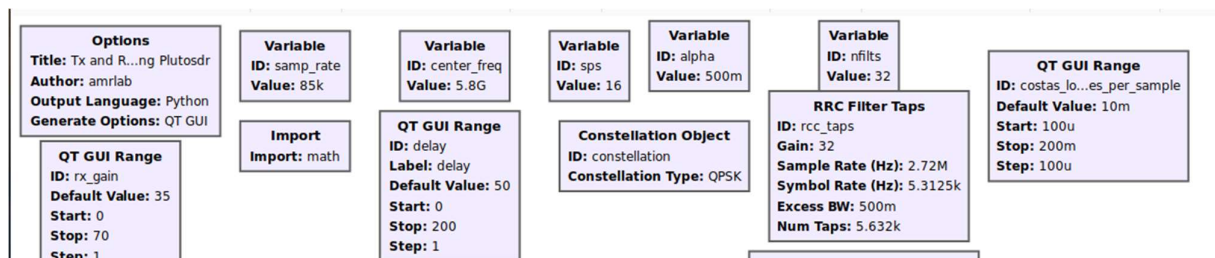 Options
Title: Tx and R...ng Plutosdr
Author: amrlab
Output Language: Python
Generate Options: QT GUI
Variable
ID: samp_rate
Value: 85k
Variable
ID: center_freq
Value: 5.8G
Variable
ID: sps
Value: 16
Variable
ID: alpha
Value: 500m
Variable
ID: nfilts
Value: 32
QT GUI Range
ID: costas_lo...es_per_sample
Default Value: 10m
Start: 100u
Stop: 200m
Step: 100u
Import
Import: math
QT GUI Range
ID: delay
Label: delay
Default Value: 50
Start: 0
Stop: 200
Step: 1
Constellation Object
ID: constellation
Constellation Type: QPSK
RRC Filter Taps
ID: rcc_taps
Gain: 32
Sample Rate (Hz): 2.72M
Symbol Rate (Hz): 5.3125k
Excess BW: 500m
Num Taps: 5.632k
QT GUI Range
ID: rx_gain
Default Value: 35
Start: 0
Stop: 70
Step: 1